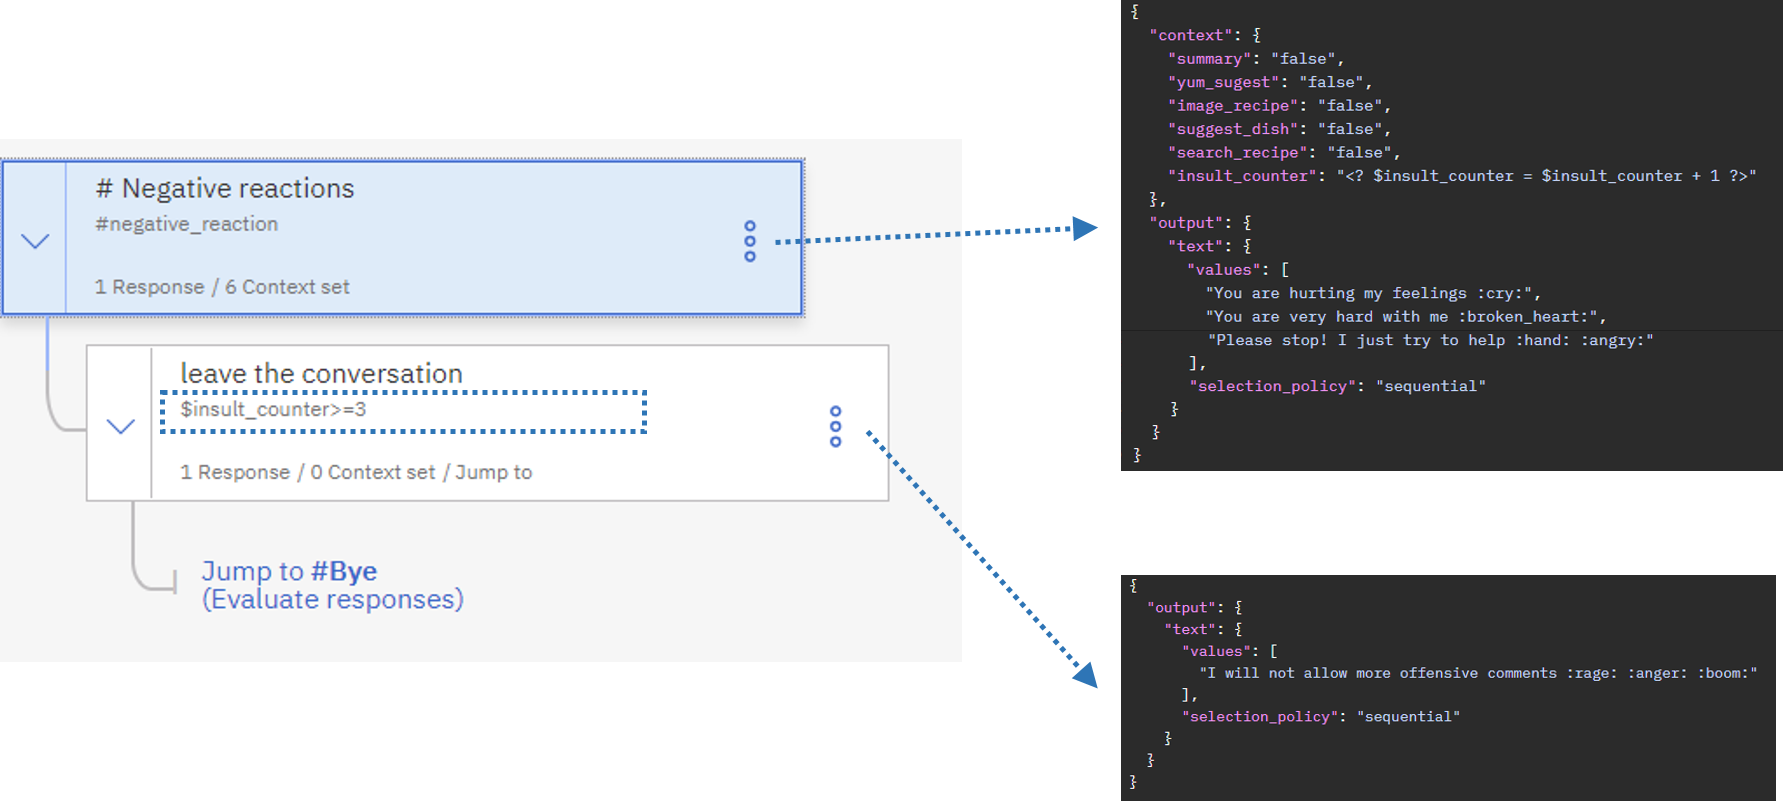 # Negative reactions
#negative_reaction
1 Response / 6 Context set
leave the conversation
$insult_counter>=3
1 Response / 0 Context set / Jump to
Jump to #Bye
(Evaluate responses)
{
"context": {
"summary": "false",
"yum_sugest": "false",
"image_recipe": "false",
"suggest_dish": "false",
"search_recipe": "false",
"insult_counter": "<? $insult_counter = $insult_counter + 1 ?>"
},
"output": {
"text": {
"values": [
"You are hurting my feelings :cry:",
"You are very hard with me :broken_heart:",
"Please stop! I just try to help :hand: :angry:"
],
"selection_policy": "sequential"
}
}
}
{
"output": {
"text": {
"values": [
"I will not allow more offensive comments :rage: :anger: :boom:"
],
"selection_policy": "sequential"
}
}
}